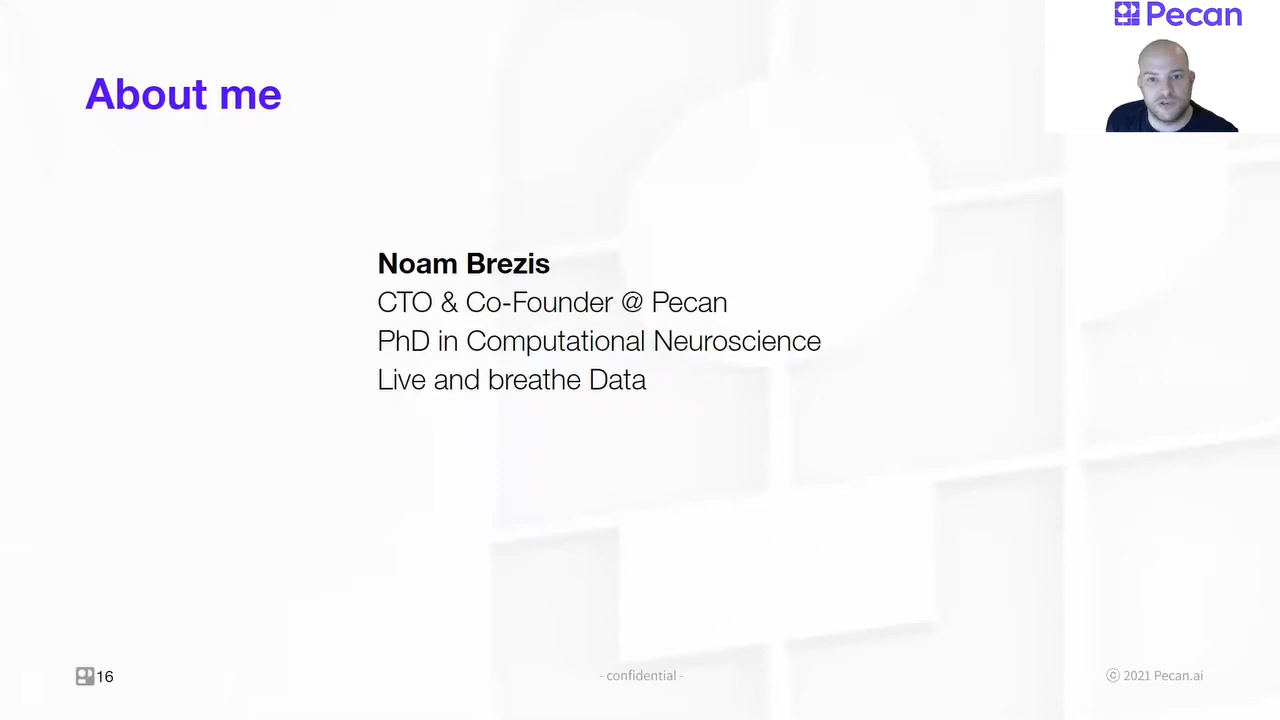 Pecan
About me
Noam Brezis
CTO & Co-Founder @ Pecan
PhD in Computational Neuroscience
Live and breathe Data
16
- confidential -
© 2021 Pecan.ai